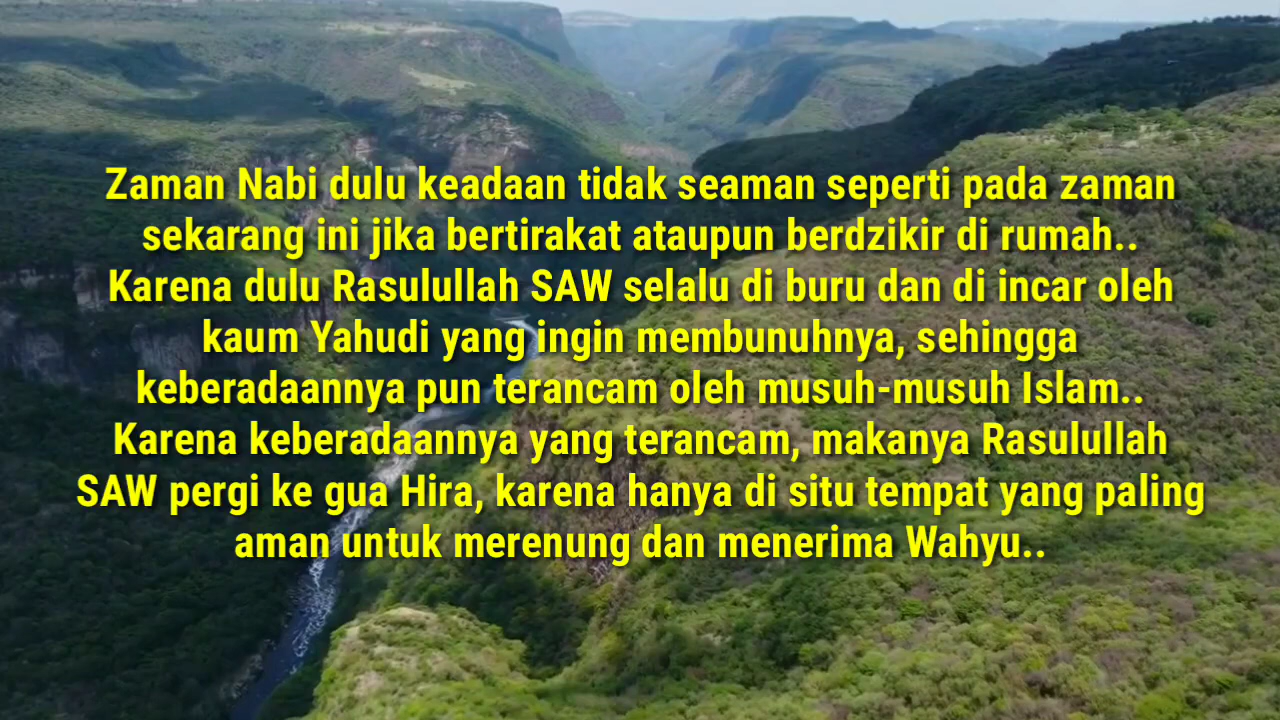 Zaman Nabi dulu keadaan tidak seaman seperti pada zaman
sekarang ini jika bertirakat ataupun berdzikir di rumah..
Karena dulu Rasulullah SAW selalu di buru dan di incar oleh
kaum Yahudi yang ingin membunuhnya, sehingga
keberadaannya pun terancam oleh musuh-musuh Islam..
Karena keberadaannya yang terancam, makanya Rasulullah
SAW pergi ke gua Hira, karena hanya di situ tempat yang paling
aman untuk merenung dan menerima Wahyu..